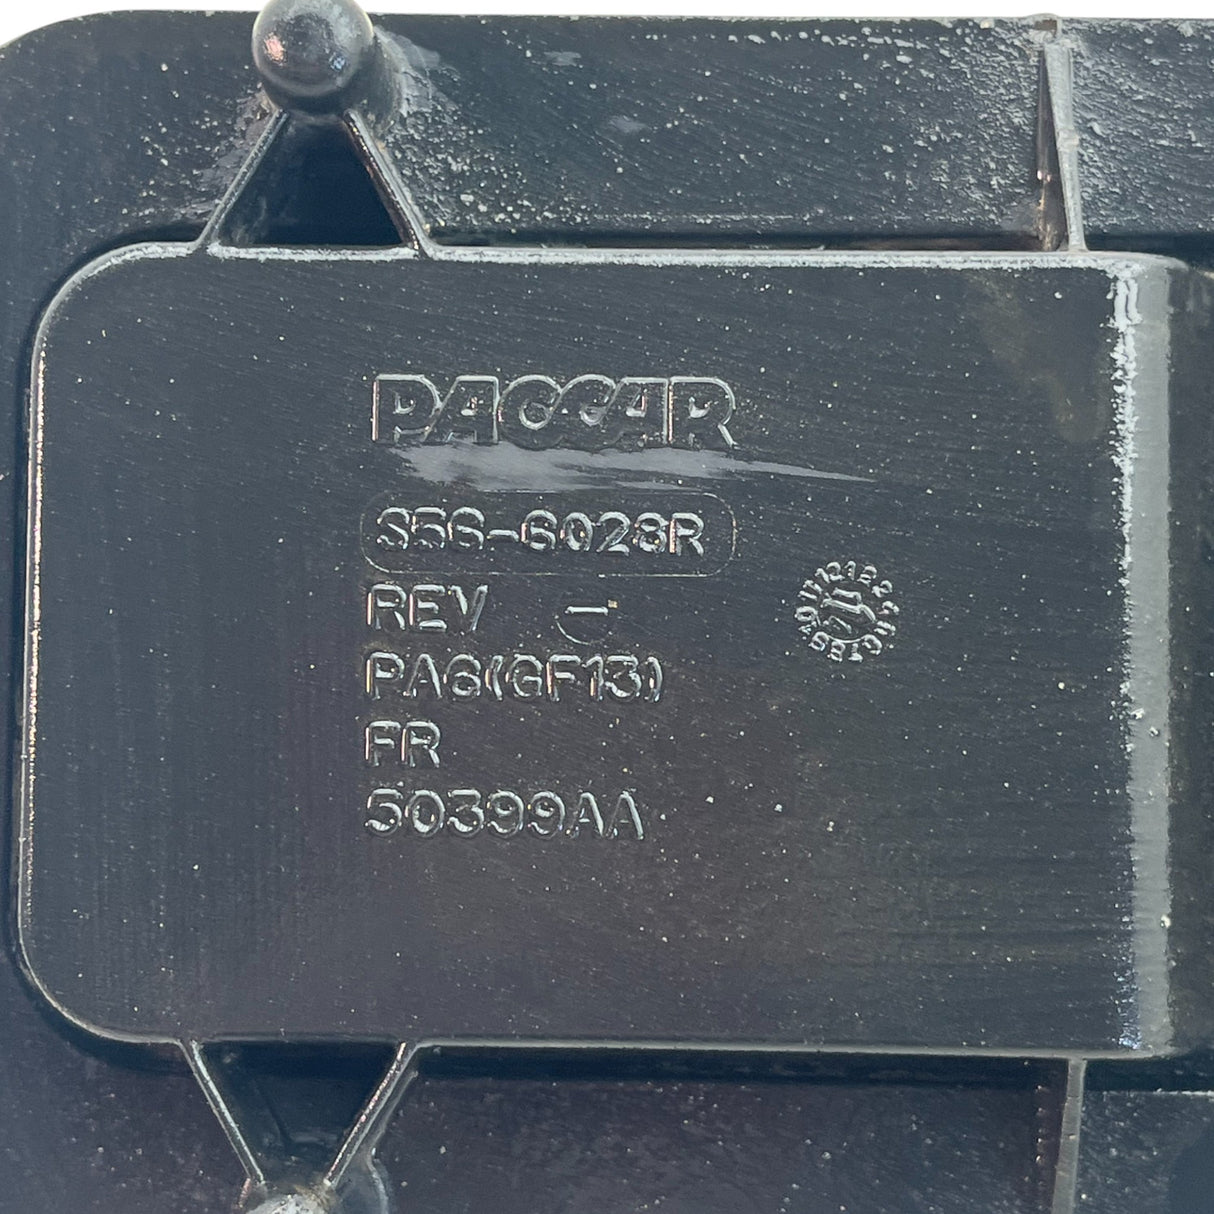 PACCAR
S56-6028R
REV -
PA6(GF13)
FR
50399AA